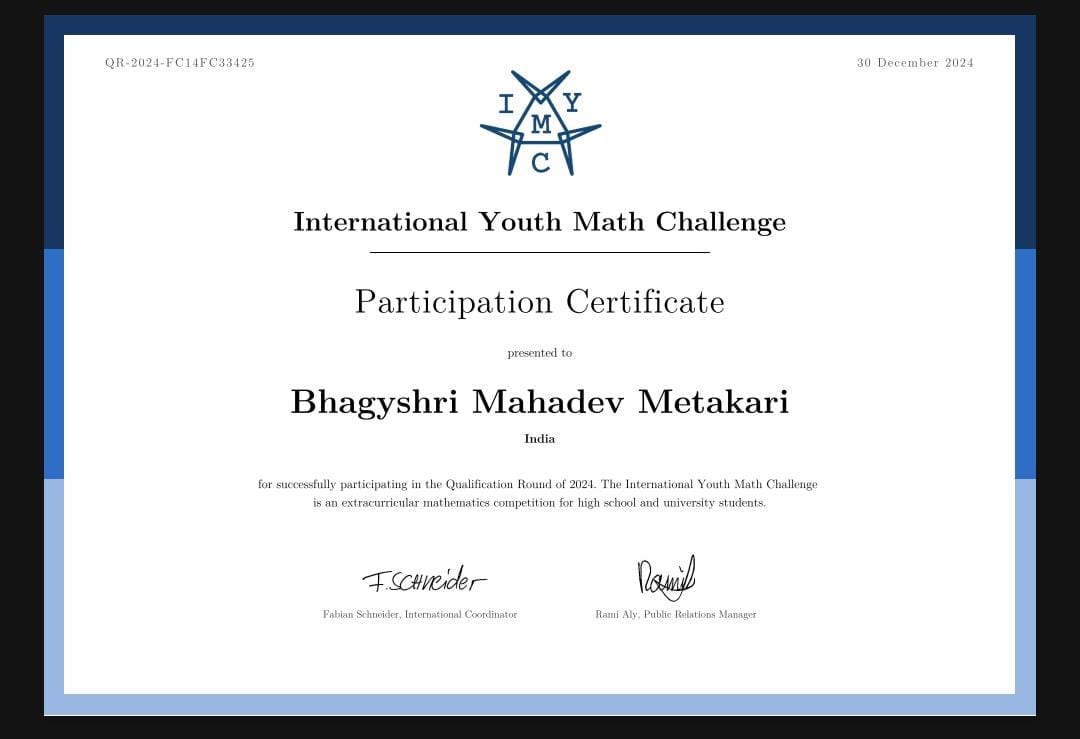 QR-2024-FC14FC33425
30 December 2024
I Y
M
C
International Youth Math Challenge
Participation Certificate
presented to
Bhagyshri Mahadev Metakari
India
for successfully participating in the Qualification Round of 2024. The International Youth Math Challenge
is an extracurricular mathematics competition for high school and university students.
F. Schneider
Ramil
Fabian Schneider, International Coordinator
Rami Aly, Public Relations Manager